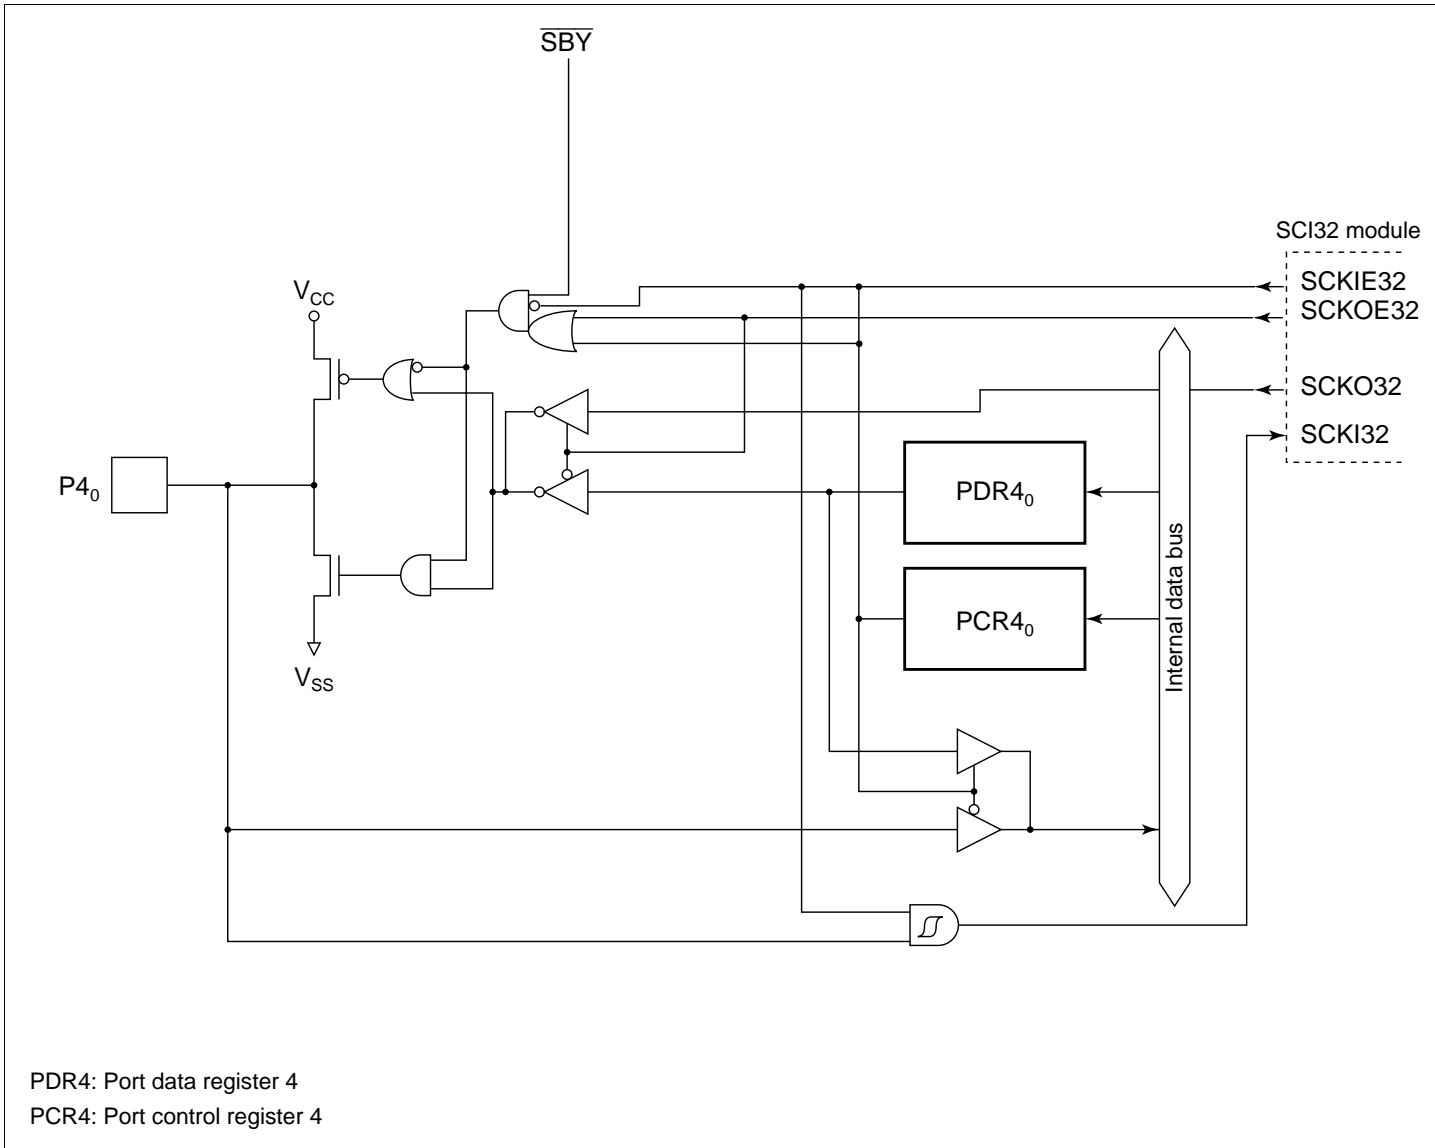 SBY
SCI32 module
SCKIE32
SCKOE32
SCKO32
SCKI32
VCC
P40
VSS
PDR40
PCR40
Internal data bus
PDR4: Port data register 4
PCR4: Port control register 4